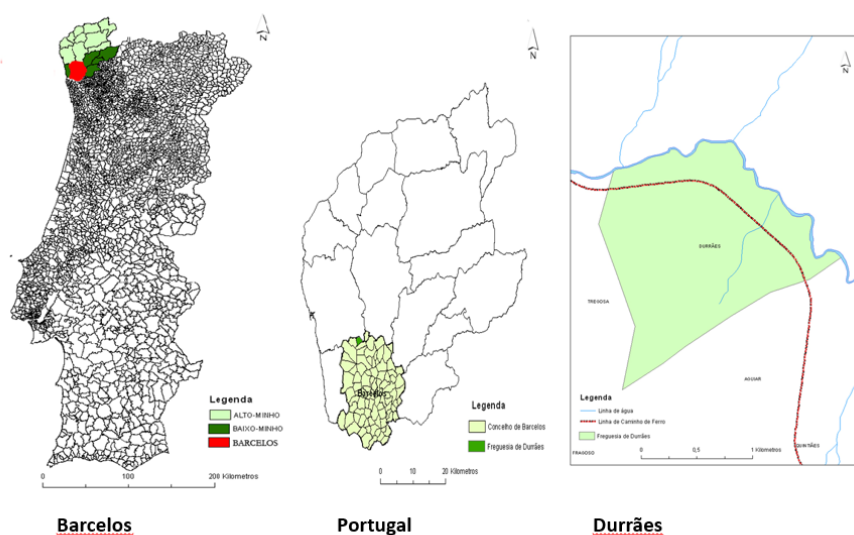 N
Legenda
ALTO-MINHO
BAIXO-MINHO
BARCELOS
0 100 200 Kilometros
Barcelos
N
Barcelos
Legenda
Concelho de Barcelos
Freguesia de Durrães
0 10 20 Kilometros
Portugal
N
DURRÃES
TREGOSA
AGUIAR
QUINTIÃES
FRAGOSO
Legenda
Linha de água
Linha de Caminho de Ferro
Freguesia de Durrães
0 0,5 1 Kilometros
Durrães